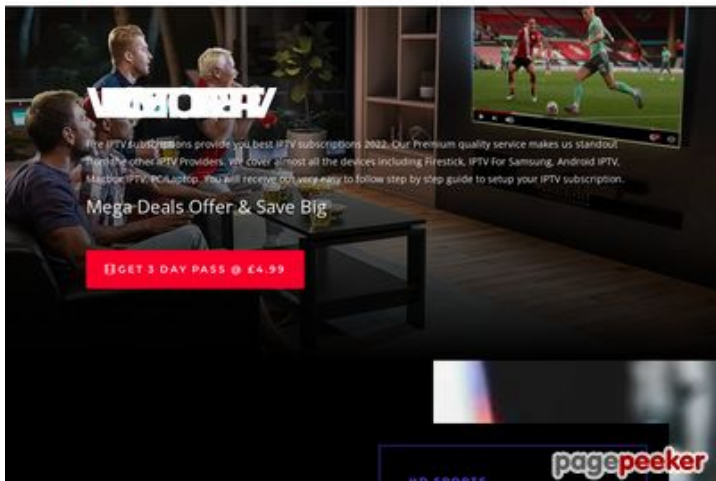 Fire IPTV subscriptions provide you best IPTV subscriptions 2022. Our Premium quality service makes us standout
from the other IPTV Providers. We cover almost all the devices including Firestick, IPTV For Samsung, Android IPTV,
Macbox IPTV, PC/Laptop. You will receive our very easy to follow step by step guide to setup your IPTV subscription.
Mega Deals Offer & Save Big
GET 3 DAY PASS @ £4.99
HD SPORTS
pagepeeker